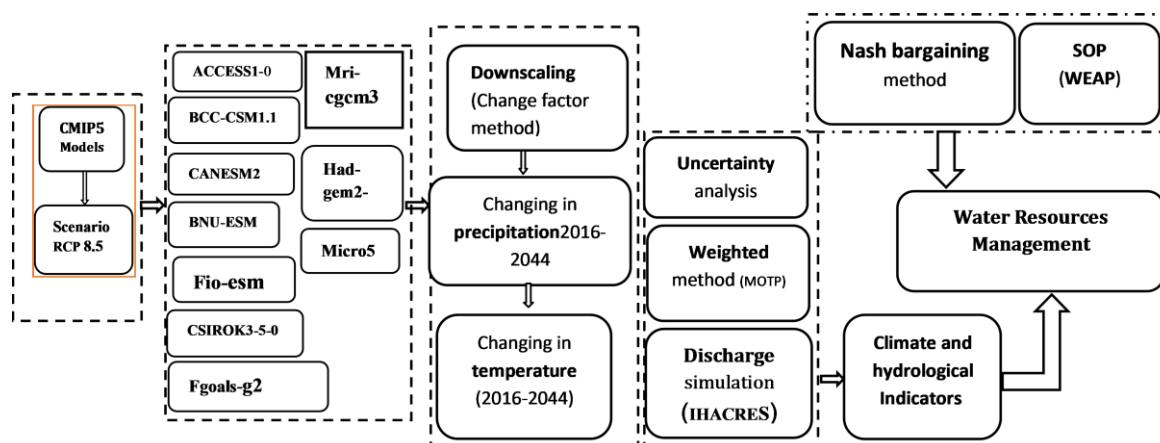 CMIP5
Models
Scenario
RCP 8.5
ACCESS1-0
BCC-CSM1.1
CANESM2
BNU-ESM
Fio-esm
CSIROK3-5-0
Fgoals-g2
Mri-
cgcm3
Had-
gem2-
Micro5
Downscaling
(Change factor
method)
Changing in
precipitation2016-
2044
Changing in
temperature
(2016-2044)
Uncertainty
analysis
Weighted
method (MOTP)
Discharge
simulation
(IHACRES)
Climate and
hydrological
Indicators
Nash bargaining
method
SOP
(WEAP)
Water Resources
Management